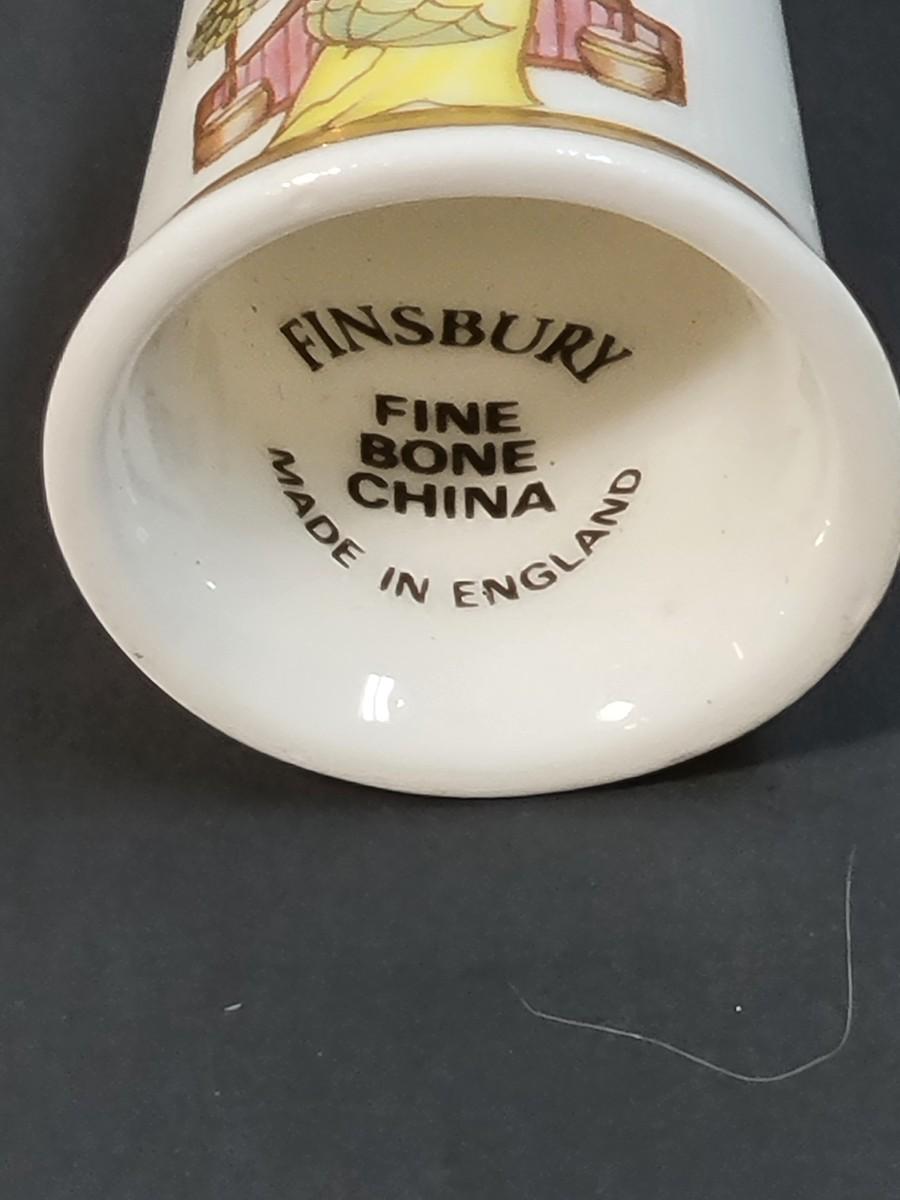 FINSBURY
FINE
BONE
CHINA
MADE IN ENGLAND